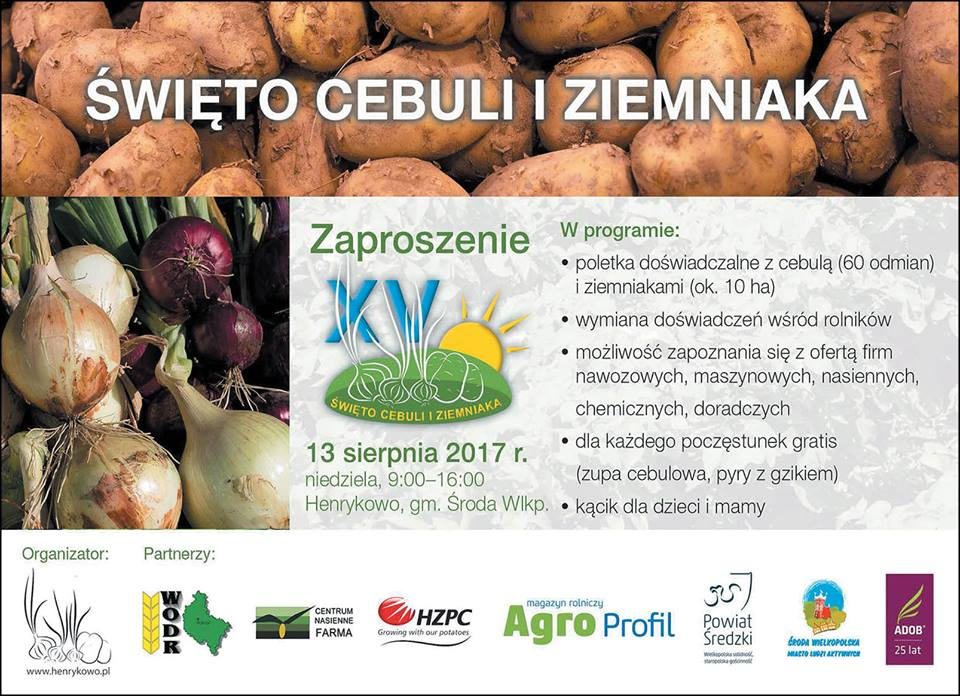 ŚWIĘTO CEBULI I ZIEMNIAKA
Zaproszenie
XV
ŚWIĘTO CEBULI I ZIEMNIAKA
13 sierpnia 2017 r.
niedziela, 9:00–16:00
Henrykowo, gm. Środa Wlkp.
W programie:
• poletka doświadczalne z cebulą (60 odmian)
i ziemniakami (ok. 10 ha)
• wymiana doświadczeń wśród rolników
• możliwość zapoznania się z ofertą firm
nawozowych, maszynowych, nasiennych,
chemicznych, doradczych
• dla każdego poczęstunek gratis
(zupa cebulowa, pyry z gzikiem)
• kącik dla dzieci i mamy
Organizator:
www.henrykowo.pl
Partnerzy:
WODR
CENTRUM
NASIENNE
FARMA
HZPC
Growing with our potatoes
magazyn rolniczy
Agro Profil
Powiat
Średzki
Wielkopolska solidność,
staropolska gościnność
ŚRODA WIELKOPOLSKA
MIASTO LUDZI AKTYWNYCH
ADOB®
25 lat